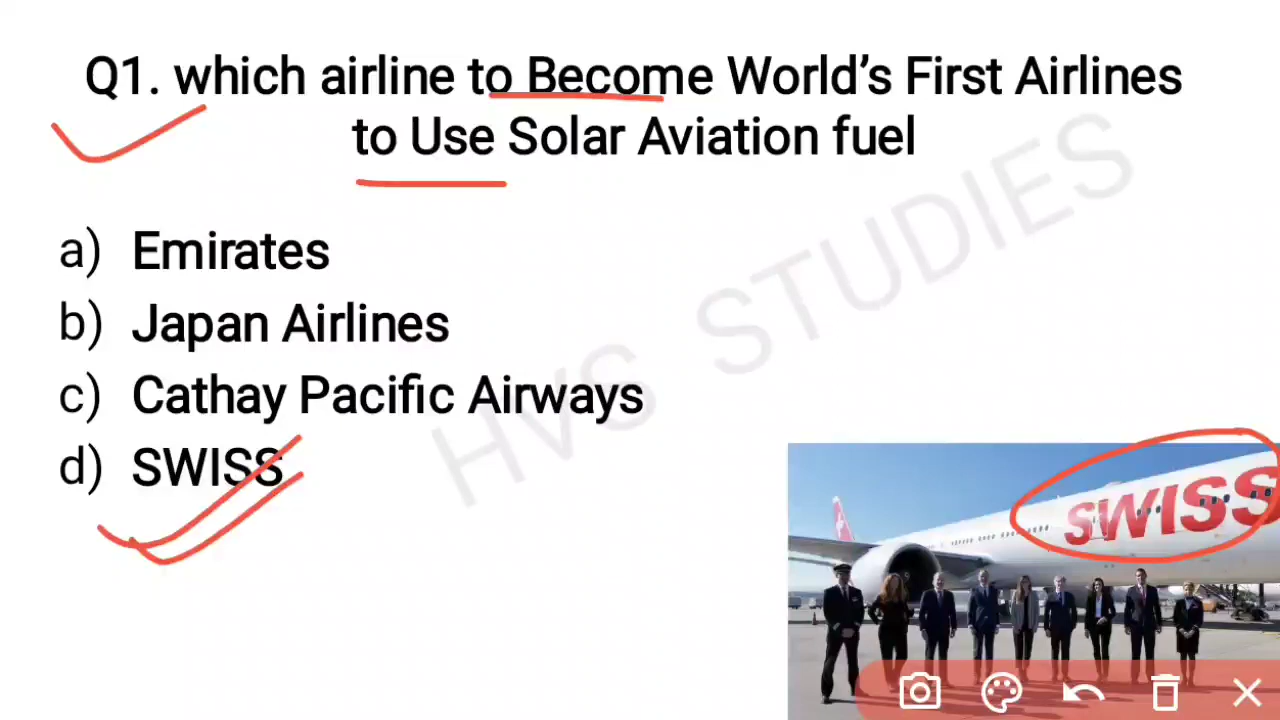 Q1. which airline to Become World’s First Airlines
to Use Solar Aviation fuel
a) Emirates
b) Japan Airlines
c) Cathay Pacific Airways
d) SWISS
HVS STUDIES
SWISS